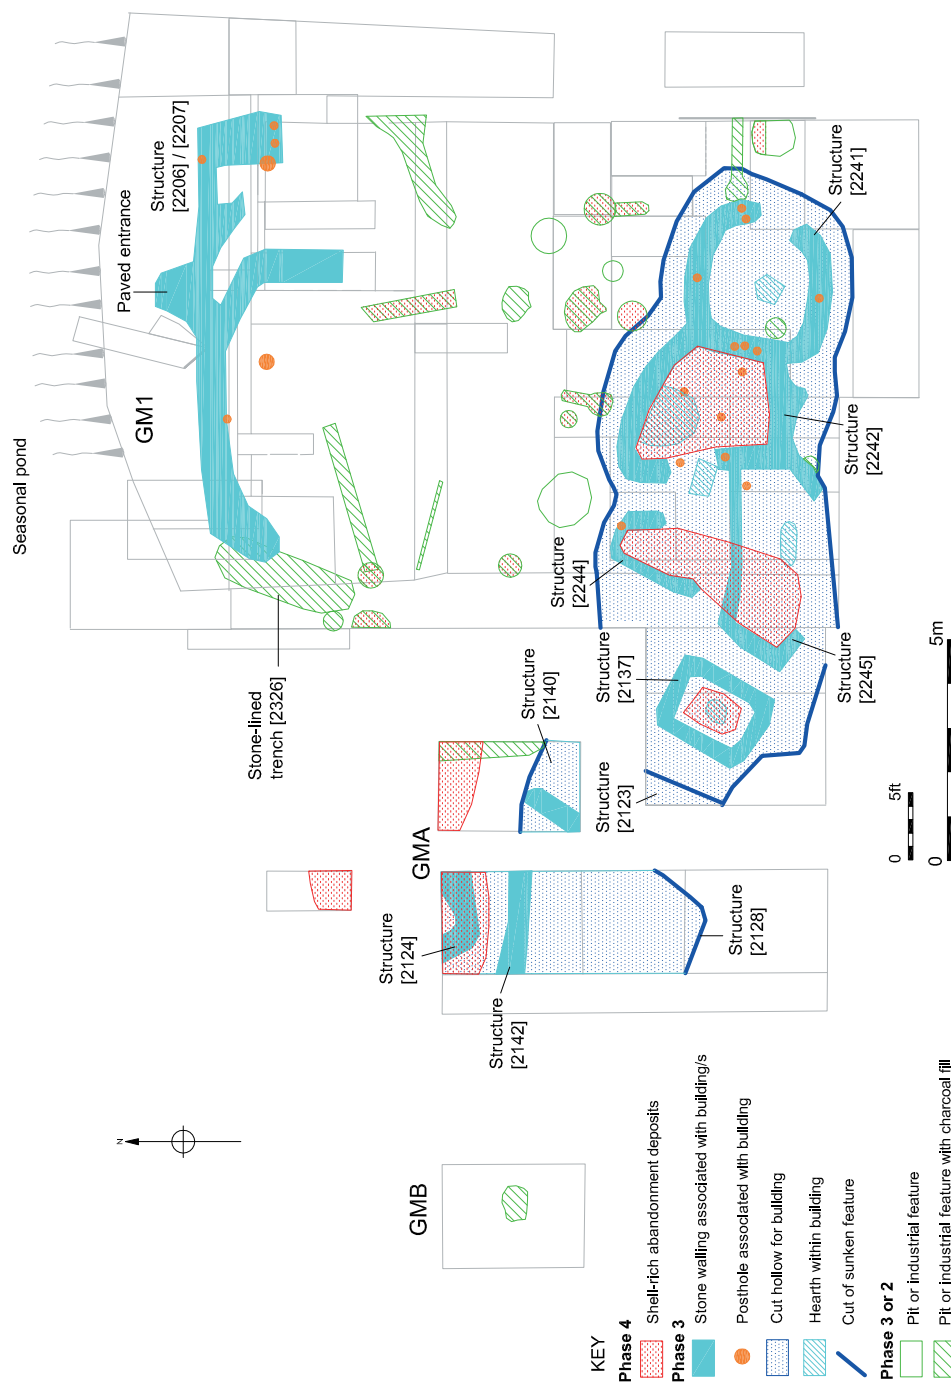 Seasonal pond
GM1
Paved entrance
Structure
[2206] / [2207]
Stone-lined
trench [2326]
Structure
[2241]
Structure
[2242]
Structure
[2244]
Structure
[2245]
Structure
[2137]
Structure
[2140]
Structure
[2123]
GMA
Structure
[2124]
Structure
[2142]
Structure
[2128]
GMB
N
0
5ft
0
5m
KEY
Phase 4
Shell-rich abandonment deposits
Phase 3
Stone walling associated with building/s
Posthole associated with building
Cut hollow for building
Hearth within building
Cut of sunken feature
Phase 3 or 2
Pit or industrial feature
Pit or industrial feature with charcoal fill